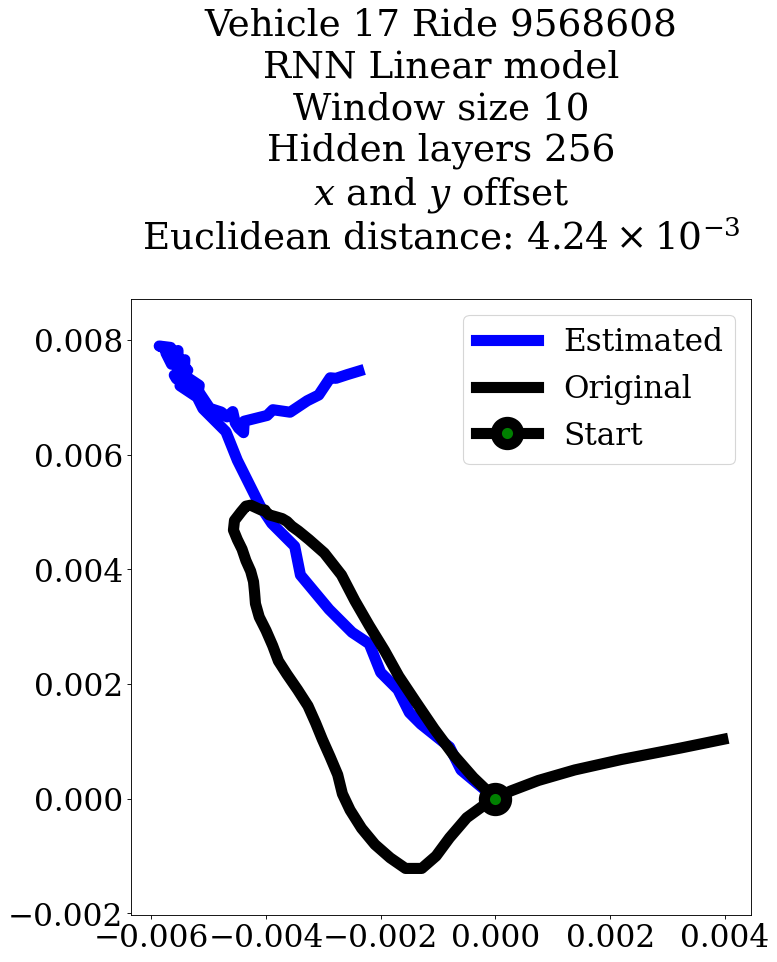 Vehicle 17 Ride 9568608
RNN Linear model
Window size 10
Hidden layers 256
x and y offset
Euclidean distance: 4.24 × 10⁻³
Estimated
Original
Start
0.008
0.006
0.004
0.002
0.000
−0.002
−0.006 −0.004 −0.002 0.000 0.002 0.004